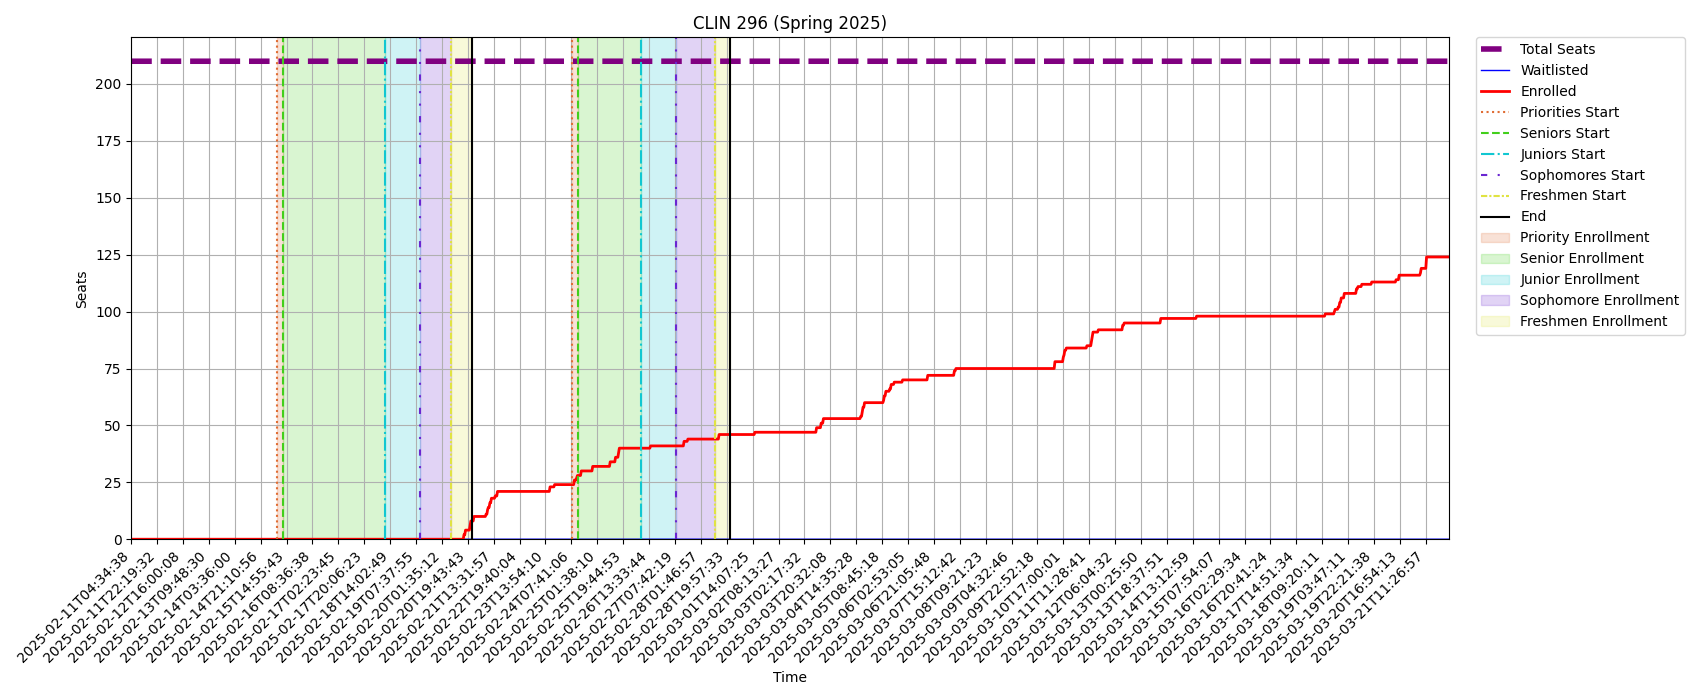 CLIN 296 (Spring 2025)
Seats
200
175
150
125
100
75
50
25
0
2025-02-11T04:34:38
2025-02-11T22:19:32
2025-02-12T16:00:08
2025-02-13T09:48:30
2025-02-14T03:36:00
2025-02-14T21:10:56
2025-02-15T14:55:43
2025-02-16T08:36:38
2025-02-17T02:23:45
2025-02-17T20:06:23
2025-02-18T14:02:49
2025-02-19T07:37:55
2025-02-20T01:35:12
2025-02-20T19:43:43
2025-02-21T13:31:57
2025-02-22T19:40:04
2025-02-23T13:54:10
2025-02-24T07:41:06
2025-02-25T01:38:10
2025-02-25T19:44:53
2025-02-26T13:33:44
2025-02-27T07:42:19
2025-02-28T01:46:57
2025-02-28T19:57:33
2025-03-01T14:07:25
2025-03-02T08:13:27
2025-03-03T02:17:32
2025-03-03T20:32:08
2025-03-04T14:35:28
2025-03-05T08:45:18
2025-03-06T02:53:05
2025-03-06T21:05:48
2025-03-07T15:12:42
2025-03-08T09:21:23
2025-03-09T04:32:46
2025-03-09T22:52:18
2025-03-10T17:00:01
2025-03-11T11:28:41
2025-03-12T06:04:32
2025-03-13T00:25:50
2025-03-13T18:37:51
2025-03-14T13:12:59
2025-03-15T07:54:07
2025-03-16T02:29:34
2025-03-16T20:41:24
2025-03-17T14:51:34
2025-03-18T09:20:11
2025-03-19T03:47:11
2025-03-19T22:21:38
2025-03-20T16:54:13
2025-03-21T11:26:57
Time
Total Seats
Waitlisted
Enrolled
Priorities Start
Seniors Start
Juniors Start
Sophomores Start
Freshmen Start
End
Priority Enrollment
Senior Enrollment
Junior Enrollment
Sophomore Enrollment
Freshmen Enrollment